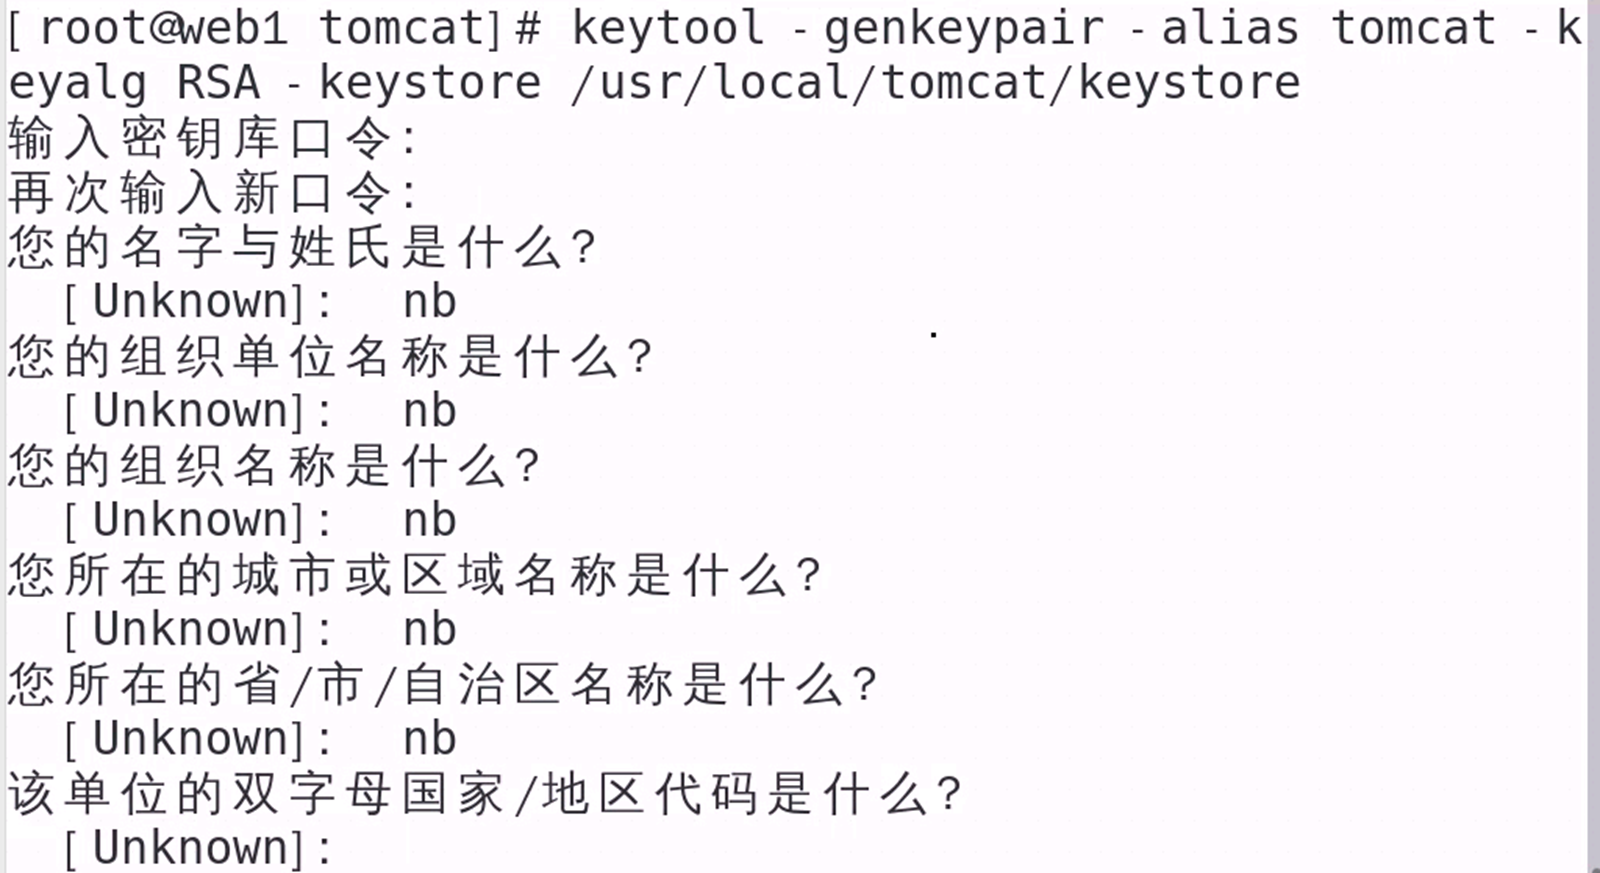 [root@web1 tomcat]# keytool -genkeypair -alias tomcat -k
eyalg RSA -keystore /usr/local/tomcat/keystore
输入密钥库口令:
再次输入新口令:
您的名字与姓氏是什么?
  [Unknown]:  nb
您的组织单位名称是什么?
  [Unknown]:  nb
您的组织名称是什么?
  [Unknown]:  nb
您所在的城市或区域名称是什么?
  [Unknown]:  nb
您所在的省/市/自治区名称是什么?
  [Unknown]:  nb
该单位的双字母国家/地区代码是什么?
  [Unknown]: